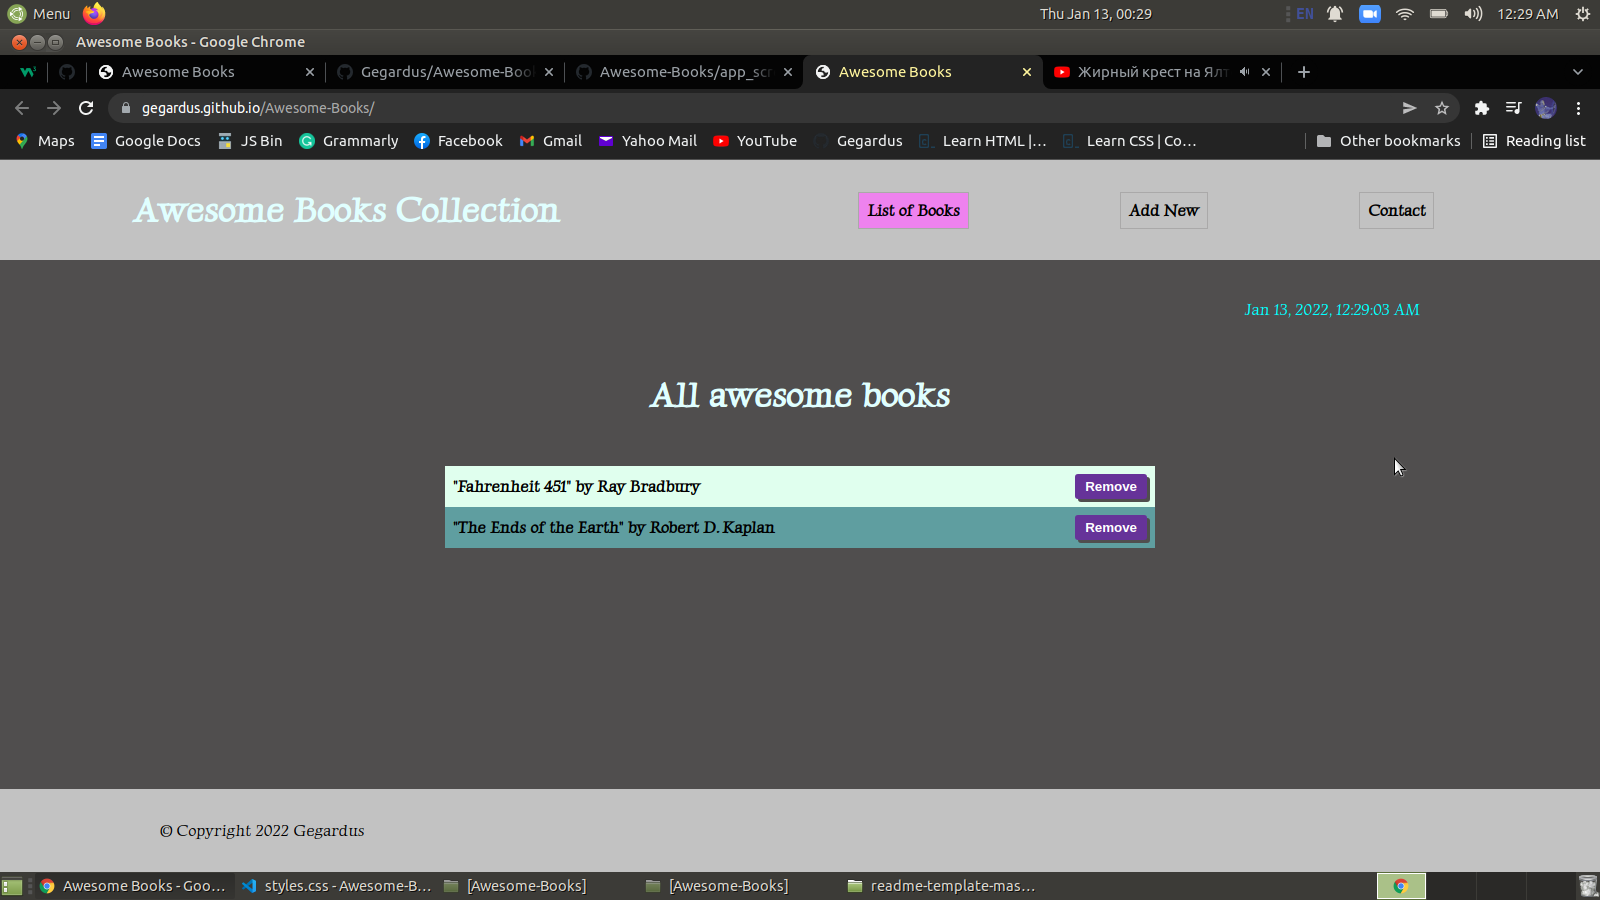 Menu
Thu Jan 13, 00:29
EN
12:29 AM
Awesome Books - Google Chrome
Awesome Books
Gegardus/Awesome-Boo
Awesome-Books/app_scr
Awesome Books
Жирный крест на Ялт
gegardus.github.io/Awesome-Books/
Maps
Google Docs
JS Bin
Grammarly
Facebook
Gmail
Yahoo Mail
YouTube
Gegardus
Learn HTML |...
Learn CSS | Co...
Other bookmarks
Reading list
Awesome Books Collection
List of Books
Add New
Contact
Jan 13, 2022, 12:29:03 AM
All awesome books
"Fahrenheit 451" by Ray Bradbury
Remove
"The Ends of the Earth" by Robert D. Kaplan
Remove
© Copyright 2022 Gegardus
Awesome Books - Goo...
styles.css - Awesome-B...
[Awesome-Books]
[Awesome-Books]
readme-template-mas...